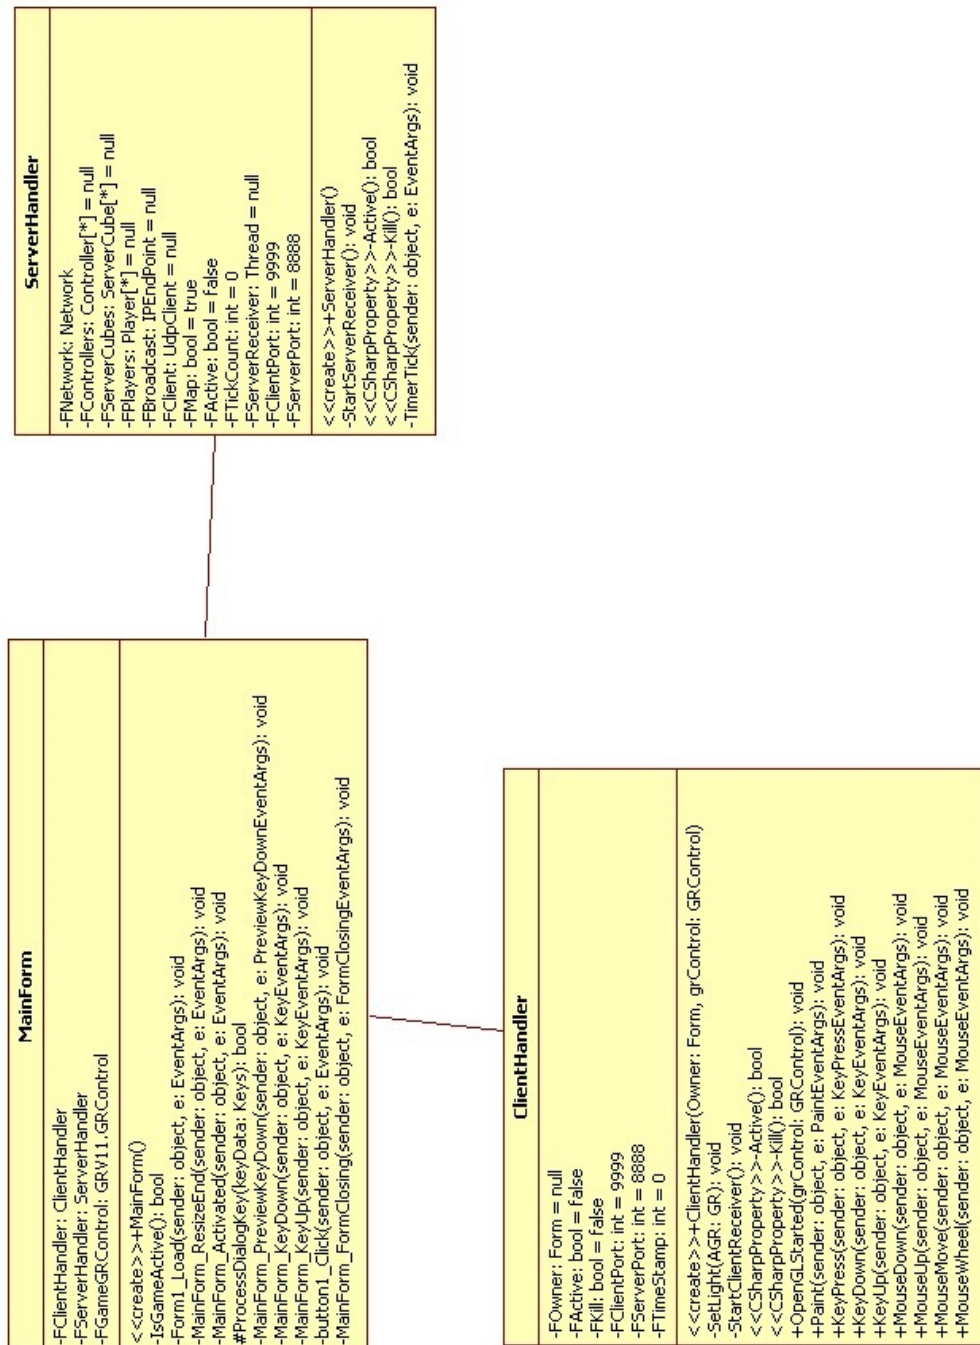 MainForm
-FClientHandler: ClientHandler
-FServerHandler: ServerHandler
-FGameGRControl: GRV11.GRControl
<<create>>+MainForm()
-IsGameActive(): bool
-Form1_Load(sender: object, e: EventArgs): void
-MainForm_ResizeEnd(sender: object, e: EventArgs): void
-MainForm_Activated(sender: object, e: EventArgs): void
#ProcessDialogKey(keyData: Keys): bool
-MainForm_PreviewKeyDown(sender: object, e: PreviewKeyDownEventArgs): void
-MainForm_KeyDown(sender: object, e: KeyEventArgs): void
-MainForm_KeyUp(sender: object, e: KeyEventArgs): void
-button1_Click(sender: object, e: EventArgs): void
-MainForm_FormClosing(sender: object, e: FormClosingEventArgs): void
ServerHandler
-FNetwork: Network
-FControllers: Controller[*] = null
-FServerCubes: ServerCube[*] = null
-FPlayers: Player[*] = null
-FBroadcast: IPEndPoint = null
-FClient: UdpClient = null
-FMap: bool = true
-FActive: bool = false
-FTickCount: int = 0
-FServerReceiver: Thread = null
-FClientPort: int = 9999
-FServerPort: int = 8888
<<create>>+ServerHandler()
-StartServerReceiver(): void
<<CSharpProperty>>-Active(): bool
<<CSharpProperty>>-Kill(): bool
-TimerTick(sender: object, e: EventArgs): void
ClientHandler
-FOwner: Form = null
-FActive: bool = false
-FKill: bool = false
-FClientPort: int = 9999
-FServerPort: int = 8888
-FTimeStamp: int = 0
<<create>>+ClientHandler(Owner: Form, grControl: GRControl)
-SetLight(AGR: GR): void
-StartClientReceiver(): void
<<CSharpProperty>>-Active(): bool
<<CSharpProperty>>-Kill(): bool
+OpenGLStarted(grControl: GRControl): void
+Paint(sender: object, e: PaintEventArgs): void
+KeyPress(sender: object, e: KeyPressEventArgs): void
+KeyDown(sender: object, e: KeyEventArgs): void
+KeyUp(sender: object, e: KeyEventArgs): void
+MouseDown(sender: object, e: MouseEventArgs): void
+MouseUp(sender: object, e: MouseEventArgs): void
+MouseMove(sender: object, e: MouseEventArgs): void
+MouseWheel(sender: object, e: MouseEventArgs): void